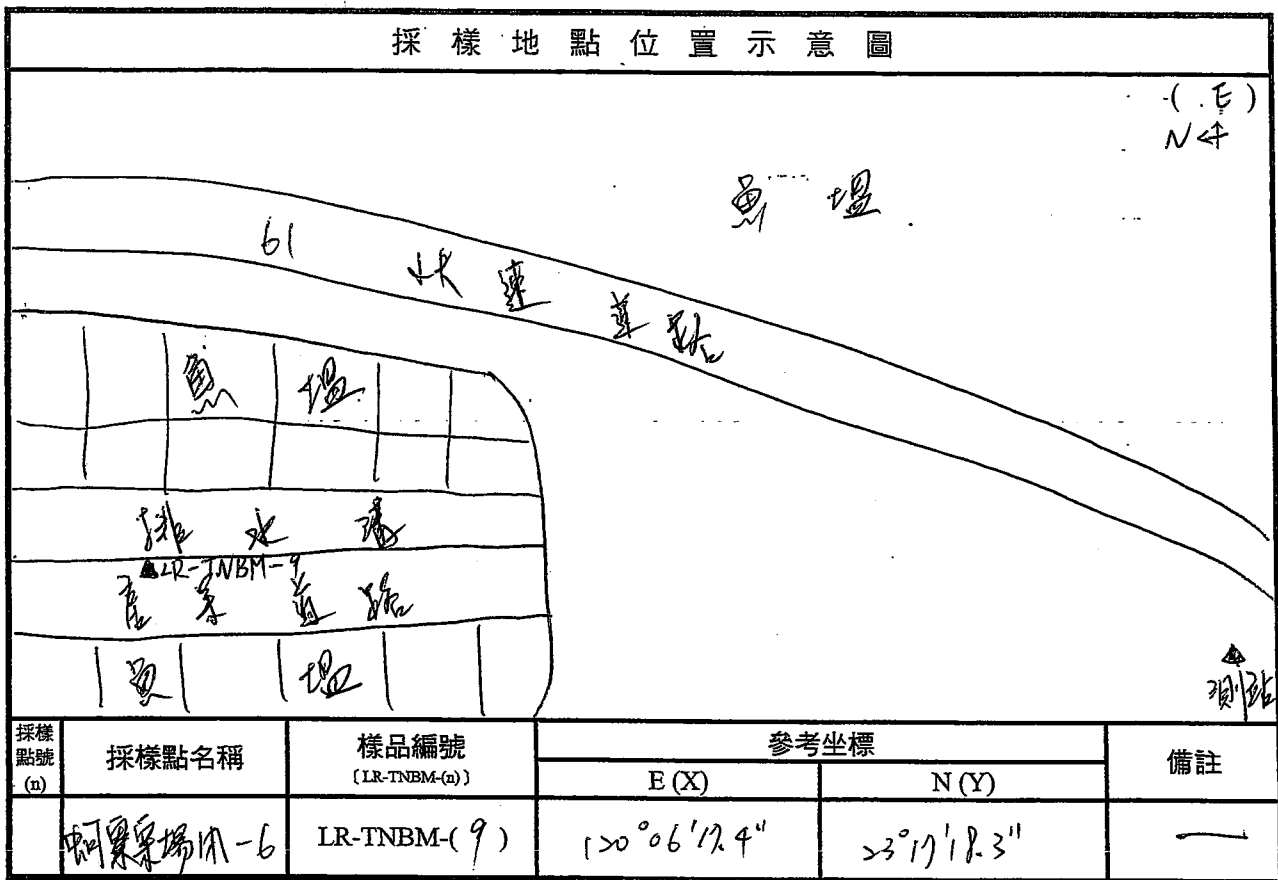 採樣地點位置示意圖
( E )
N
魚塭
61 快速道路
魚塭
排水溝
LR-TNBM-9
產業道路
魚塭
測站
採樣點號(n) 採樣點名稱 樣品編號〔LR-TNBM-(n)〕 參考坐標 備註
E (X) N (Y)
蚵寮 -6 LR-TNBM-( 9 ) 120°06'17.4" 23°17'18.3" —